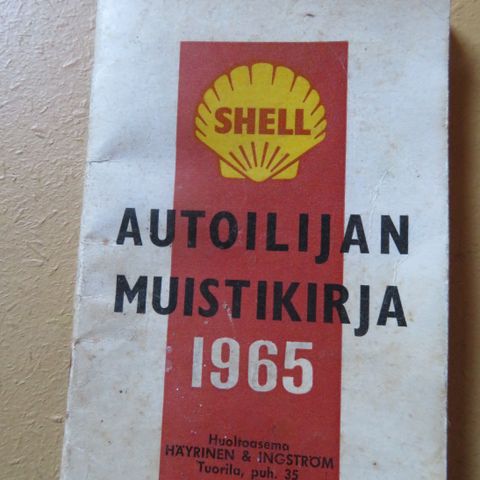 SHELL
AUTOILIJAN
MUISTIKIRJA
1965
Huoltoasema
HÄYRINEN & INGSTRÖM
Tuorila, puh. 35